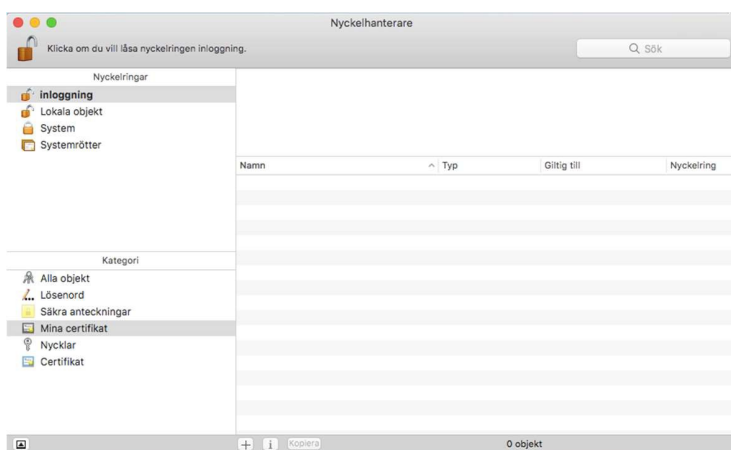 Nyckelhanterare
Klicka om du vill låsa nyckelringen inloggning.
Sök
Nyckelringar
inloggning
Lokala objekt
System
Systemrötter
Namn Typ Giltig till Nyckelring
Kategori
Alla objekt
Lösenord
Säkra anteckningar
Mina certifikat
Nycklar
Certifikat
Kopiera
0 objekt